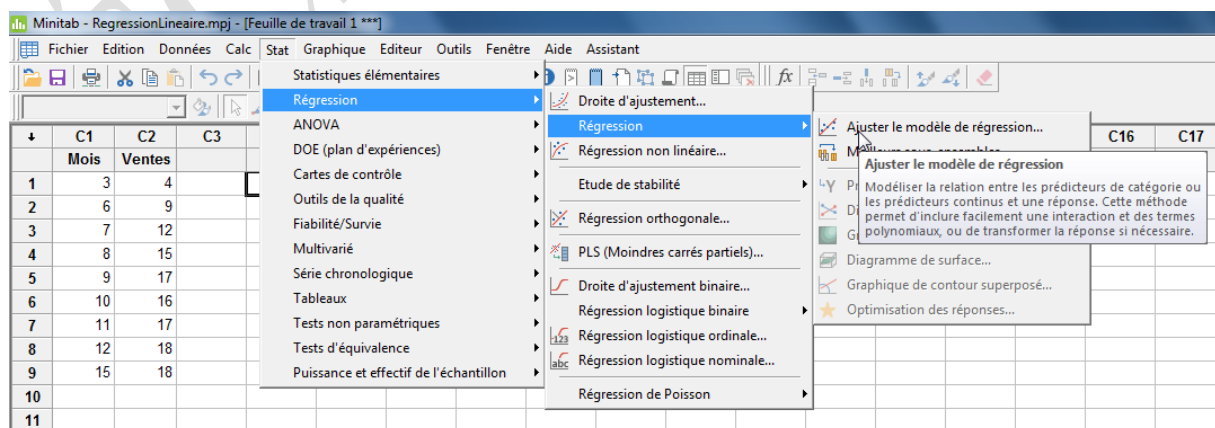 Minitab - RegressionLineaire.mpj - [Feuille de travail 1 ***]
Fichier Edition Données Calc Stat Graphique Editeur Outils Fenêtre Aide Assistant
fx
C1 C2 C3 C16 C17
Mois Ventes
1 3 4
2 6 9
3 7 12
4 8 15
5 9 17
6 10 16
7 11 17
8 12 18
9 15 18
10
11
Statistiques élémentaires
Régression
ANOVA
DOE (plan d'expériences)
Cartes de contrôle
Outils de la qualité
Fiabilité/Survie
Multivarié
Série chronologique
Tableaux
Tests non paramétriques
Tests d'équivalence
Puissance et effectif de l'échantillon
Droite d'ajustement...
Régression
Régression non linéaire...
Etude de stabilité
Régression orthogonale...
PLS (Moindres carrés partiels)...
Droite d'ajustement binaire...
Régression logistique binaire
123 Régression logistique ordinale...
abc Régression logistique nominale...
Régression de Poisson
Ajuster le modèle de régression...
Ajuster le modèle de régression
Modéliser la relation entre les prédicteurs de catégorie ou
les prédicteurs continus et une réponse. Cette méthode
permet d'inclure facilement une interaction et des termes
polynomiaux, ou de transformer la réponse si nécessaire.
Diagramme de surface...
Graphique de contour superposé...
Optimisation des réponses...